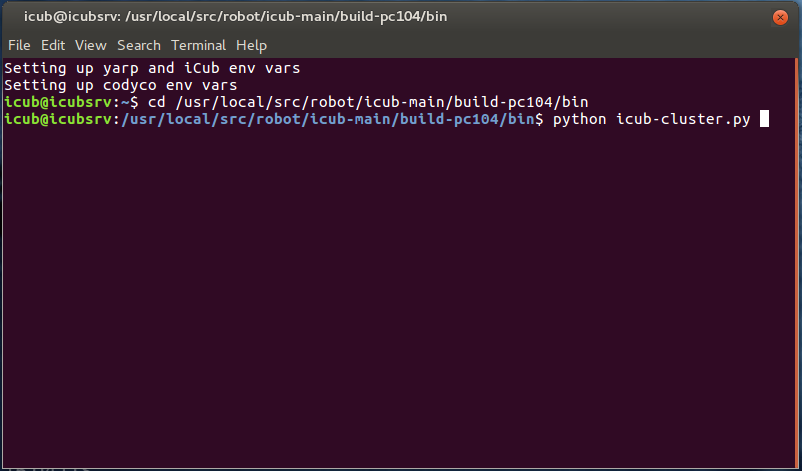 icub@icubsrv: /usr/local/src/robot/icub-main/build-pc104/bin
File Edit View Search Terminal Help
Setting up yarp and iCub env vars
Setting up codyco env vars
icub@icubsrv:~$ cd /usr/local/src/robot/icub-main/build-pc104/bin
icub@icubsrv:/usr/local/src/robot/icub-main/build-pc104/bin$ python icub-cluster.py